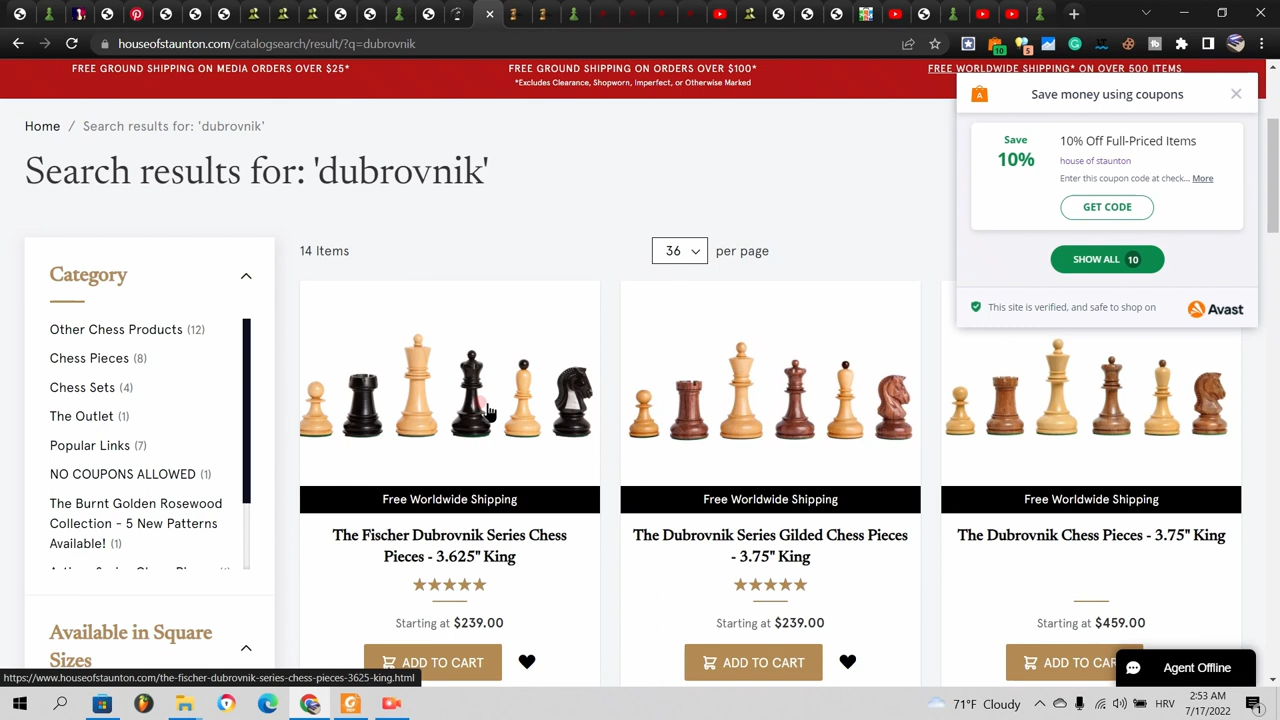 houseofstaunton.com/catalogsearch/result/?q=dubrovnik
10
5
FREE GROUND SHIPPING ON MEDIA ORDERS OVER $25*
FREE GROUND SHIPPING ON ORDERS OVER $100*
*Excludes Clearance, Shopworn, Imperfect, or Otherwise Marked
FREE WORLDWIDE SHIPPING* ON OVER 500 ITEMS
Save money using coupons
Save
10%
10% Off Full-Priced Items
house of staunton
Enter this coupon code at check... More
GET CODE
SHOW ALL 10
This site is verified, and safe to shop on
Avast
Home / Search results for: 'dubrovnik'
Search results for: 'dubrovnik'
14 Items
36 per page
Category
Other Chess Products (12)
Chess Pieces (8)
Chess Sets (4)
The Outlet (1)
Popular Links (7)
NO COUPONS ALLOWED (1)
The Burnt Golden Rosewood
Collection - 5 New Patterns
Available! (1)
Available in Square
Sizes
Free Worldwide Shipping
The Fischer Dubrovnik Series Chess
Pieces - 3.625" King
Starting at $239.00
ADD TO CART
Free Worldwide Shipping
The Dubrovnik Series Gilded Chess Pieces
- 3.75" King
Starting at $239.00
ADD TO CART
Free Worldwide Shipping
The Dubrovnik Chess Pieces - 3.75" King
Starting at $459.00
ADD TO CAR
Agent Offline
https://www.houseofstaunton.com/the-fischer-dubrovnik-series-chess-pieces-3625-king.html
71°F Cloudy
HRV
2:53 AM
7/17/2022
1